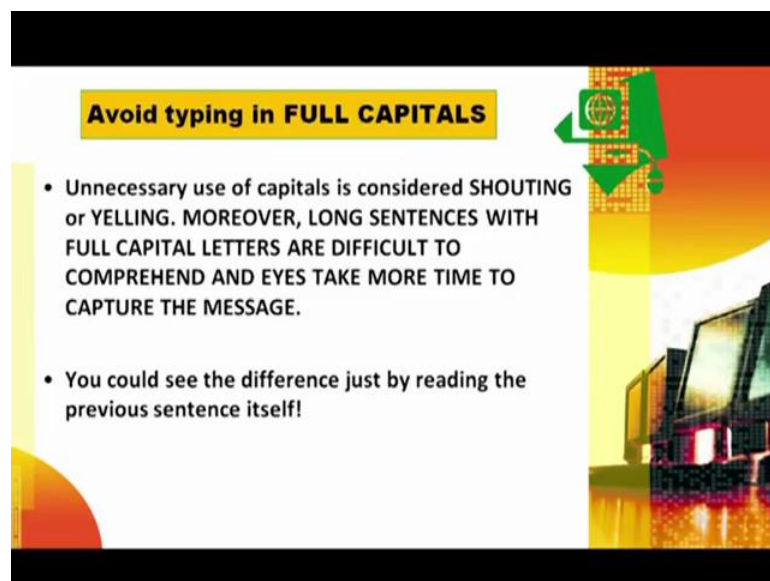 Avoid typing in FULL CAPITALS
• Unnecessary use of capitals is considered SHOUTING
or YELLING. MOREOVER, LONG SENTENCES WITH
FULL CAPITAL LETTERS ARE DIFFICULT TO
COMPREHEND AND EYES TAKE MORE TIME TO
CAPTURE THE MESSAGE.
• You could see the difference just by reading the
previous sentence itself!